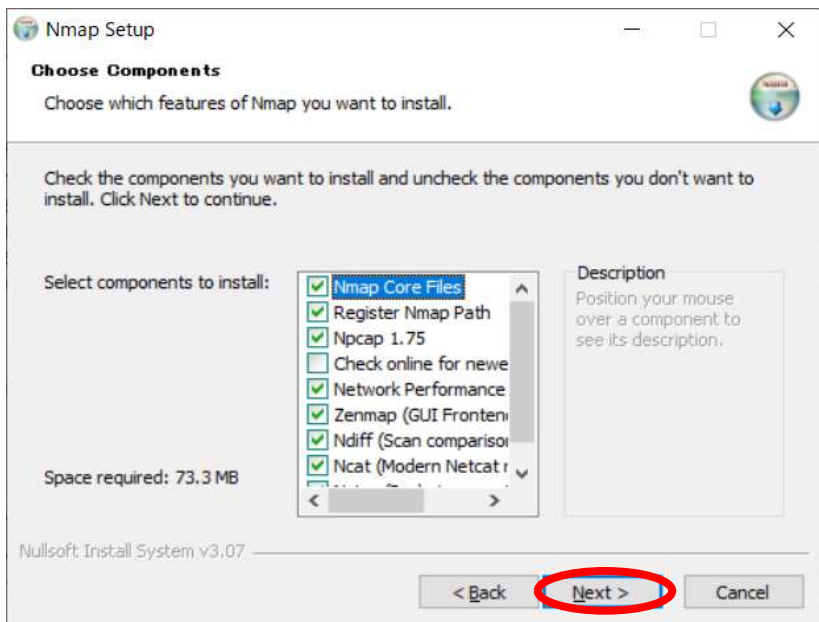 Nmap Setup
Choose Components
Choose which features of Nmap you want to install.
Check the components you want to install and uncheck the components you don't want to
install. Click Next to continue.
Select components to install:
Nmap Core Files
Register Nmap Path
Npcap 1.75
Check online for newe
Network Performance
Zenmap (GUI Fronten
Ndiff (Scan compariso
Ncat (Modern Netcat r
Description
Position your mouse
over a component to
see its description.
Space required: 73.3 MB
Nullsoft Install System v3.07
< Back
Next >
Cancel